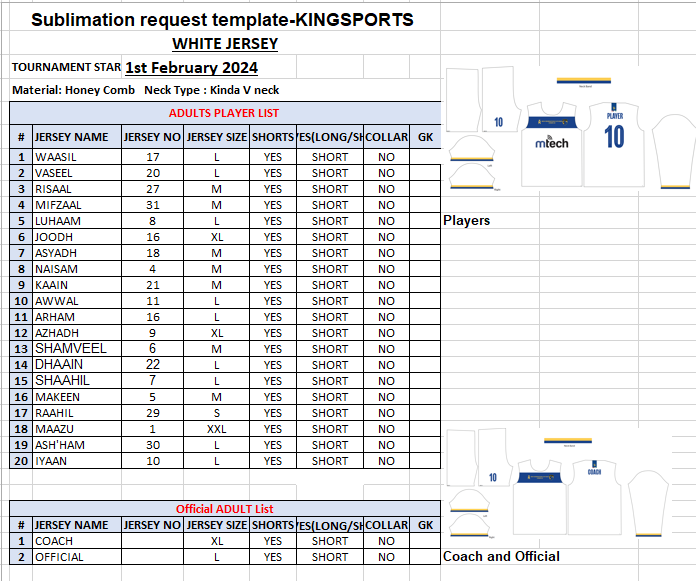 Sublimation request template-KINGSPORTS
WHITE JERSEY
TOURNAMENT STAR 1st February 2024
Material: Honey Comb Neck Type : Kinda V neck
ADULTS PLAYER LIST
# JERSEY NAME JERSEY NO JERSEY SIZE SHORTS VES(LONG/SH COLLAR GK
1 WAASIL 17 L YES SHORT NO
2 VASEEL 20 L YES SHORT NO
3 RISAAL 27 M YES SHORT NO
4 MIFZAAL 31 M YES SHORT NO
5 LUHAAM 8 L YES SHORT NO
6 JOODH 16 XL YES SHORT NO
7 ASYADH 18 M YES SHORT NO
8 NAISAM 4 M YES SHORT NO
9 KAAIN 21 M YES SHORT NO
10 AWWAL 11 L YES SHORT NO
11 ARHAM 16 L YES SHORT NO
12 AZHADH 9 XL YES SHORT NO
13 SHAMVEEL 6 M YES SHORT NO
14 DHAAIN 22 L YES SHORT NO
15 SHAAHIL 7 L YES SHORT NO
16 MAKEEN 5 M YES SHORT NO
17 RAAHIL 29 S YES SHORT NO
18 MAAZU 1 XXL YES SHORT NO
19 ASH'HAM 30 L YES SHORT NO
20 IYAAN 10 L YES SHORT NO
Official ADULT List
# JERSEY NAME JERSEY NO JERSEY SIZE SHORTS VES(LONG/SH COLLAR GK
1 COACH XL YES SHORT NO
2 OFFICIAL L YES SHORT NO
10
mtech
PLAYER
10
Players
10
COACH
Coach and Official